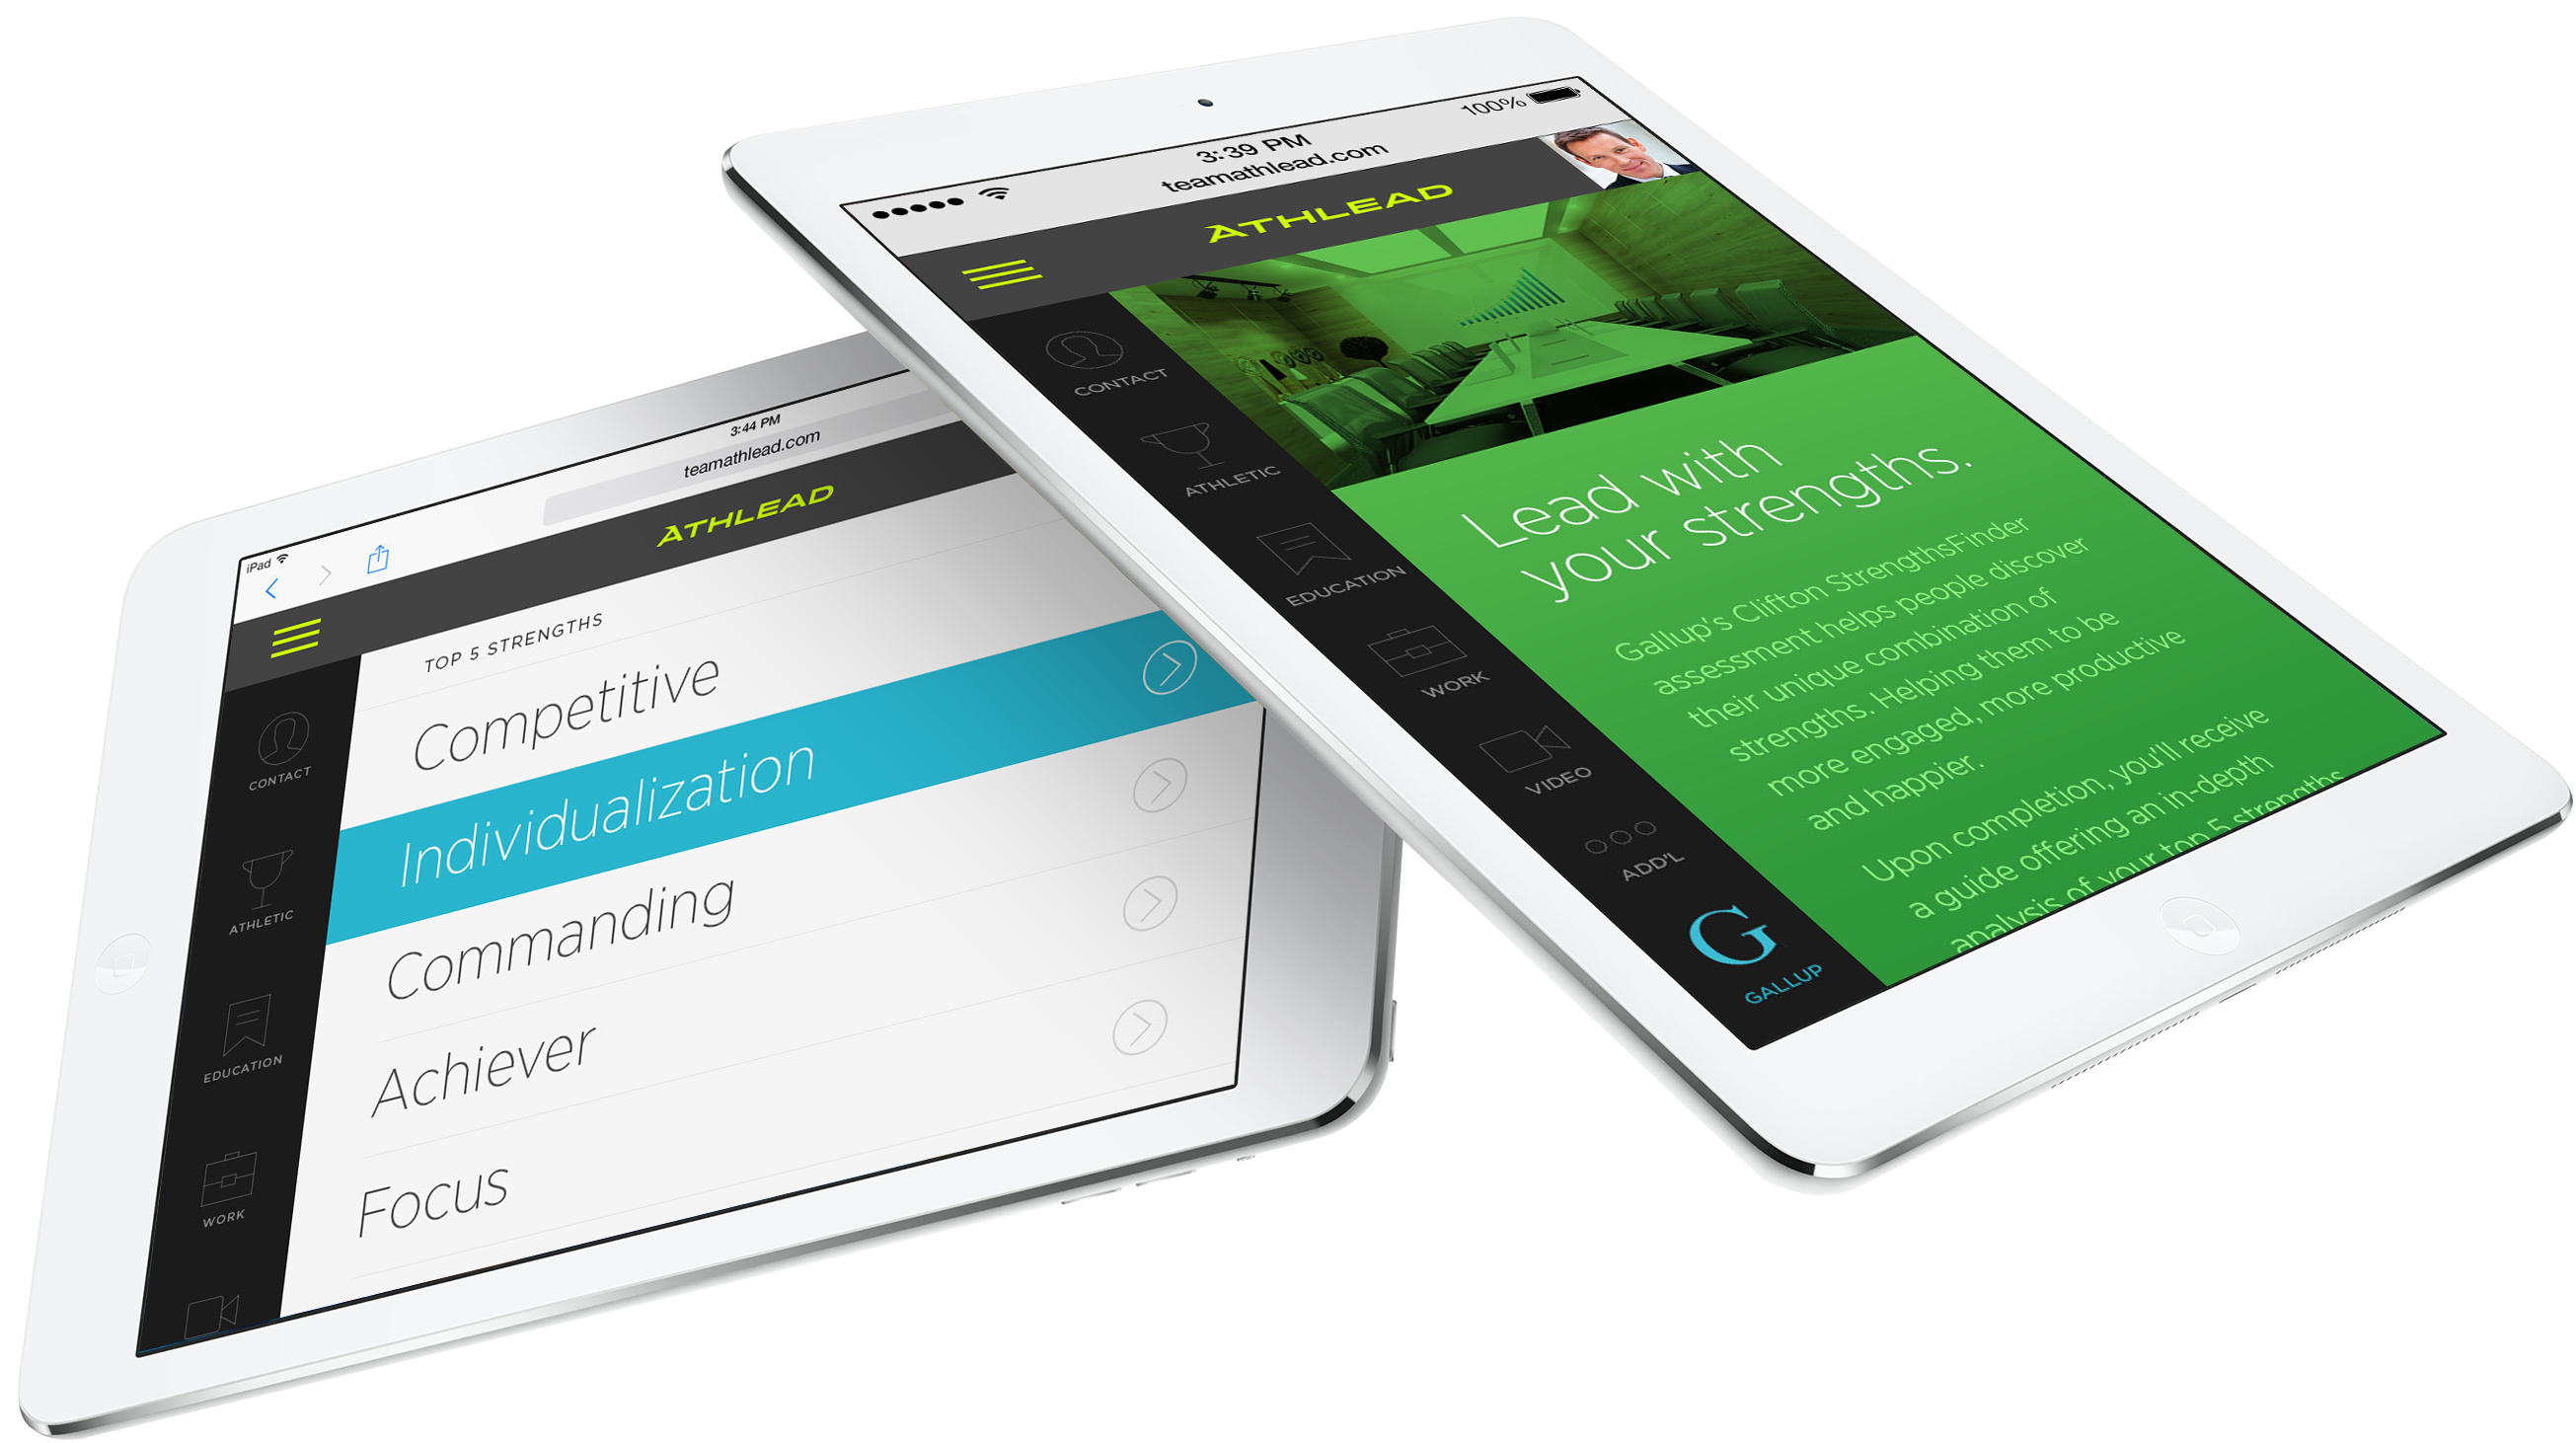 3:44 PM
iPad
teamathlead.com
ATHLEAD
TOP 5 STRENGTHS
Competitive
Individualization
Commanding
Achiever
Focus
CONTACT
ATHLETIC
EDUCATION
WORK
100%
3:39 PM
teamathlead.com
ATHLEAD
CONTACT
ATHLETIC
EDUCATION
WORK
VIDEO
ADD'L
G
GALLUP
Lead with
your strengths.
Gallup's Clifton StrengthsFinder
assessment helps people discover
their unique combination of
strengths. Helping them to be
more engaged, more productive
and happier.
Upon completion, you'll receive
a guide offering an in-depth
analysis of your top 5 strengths